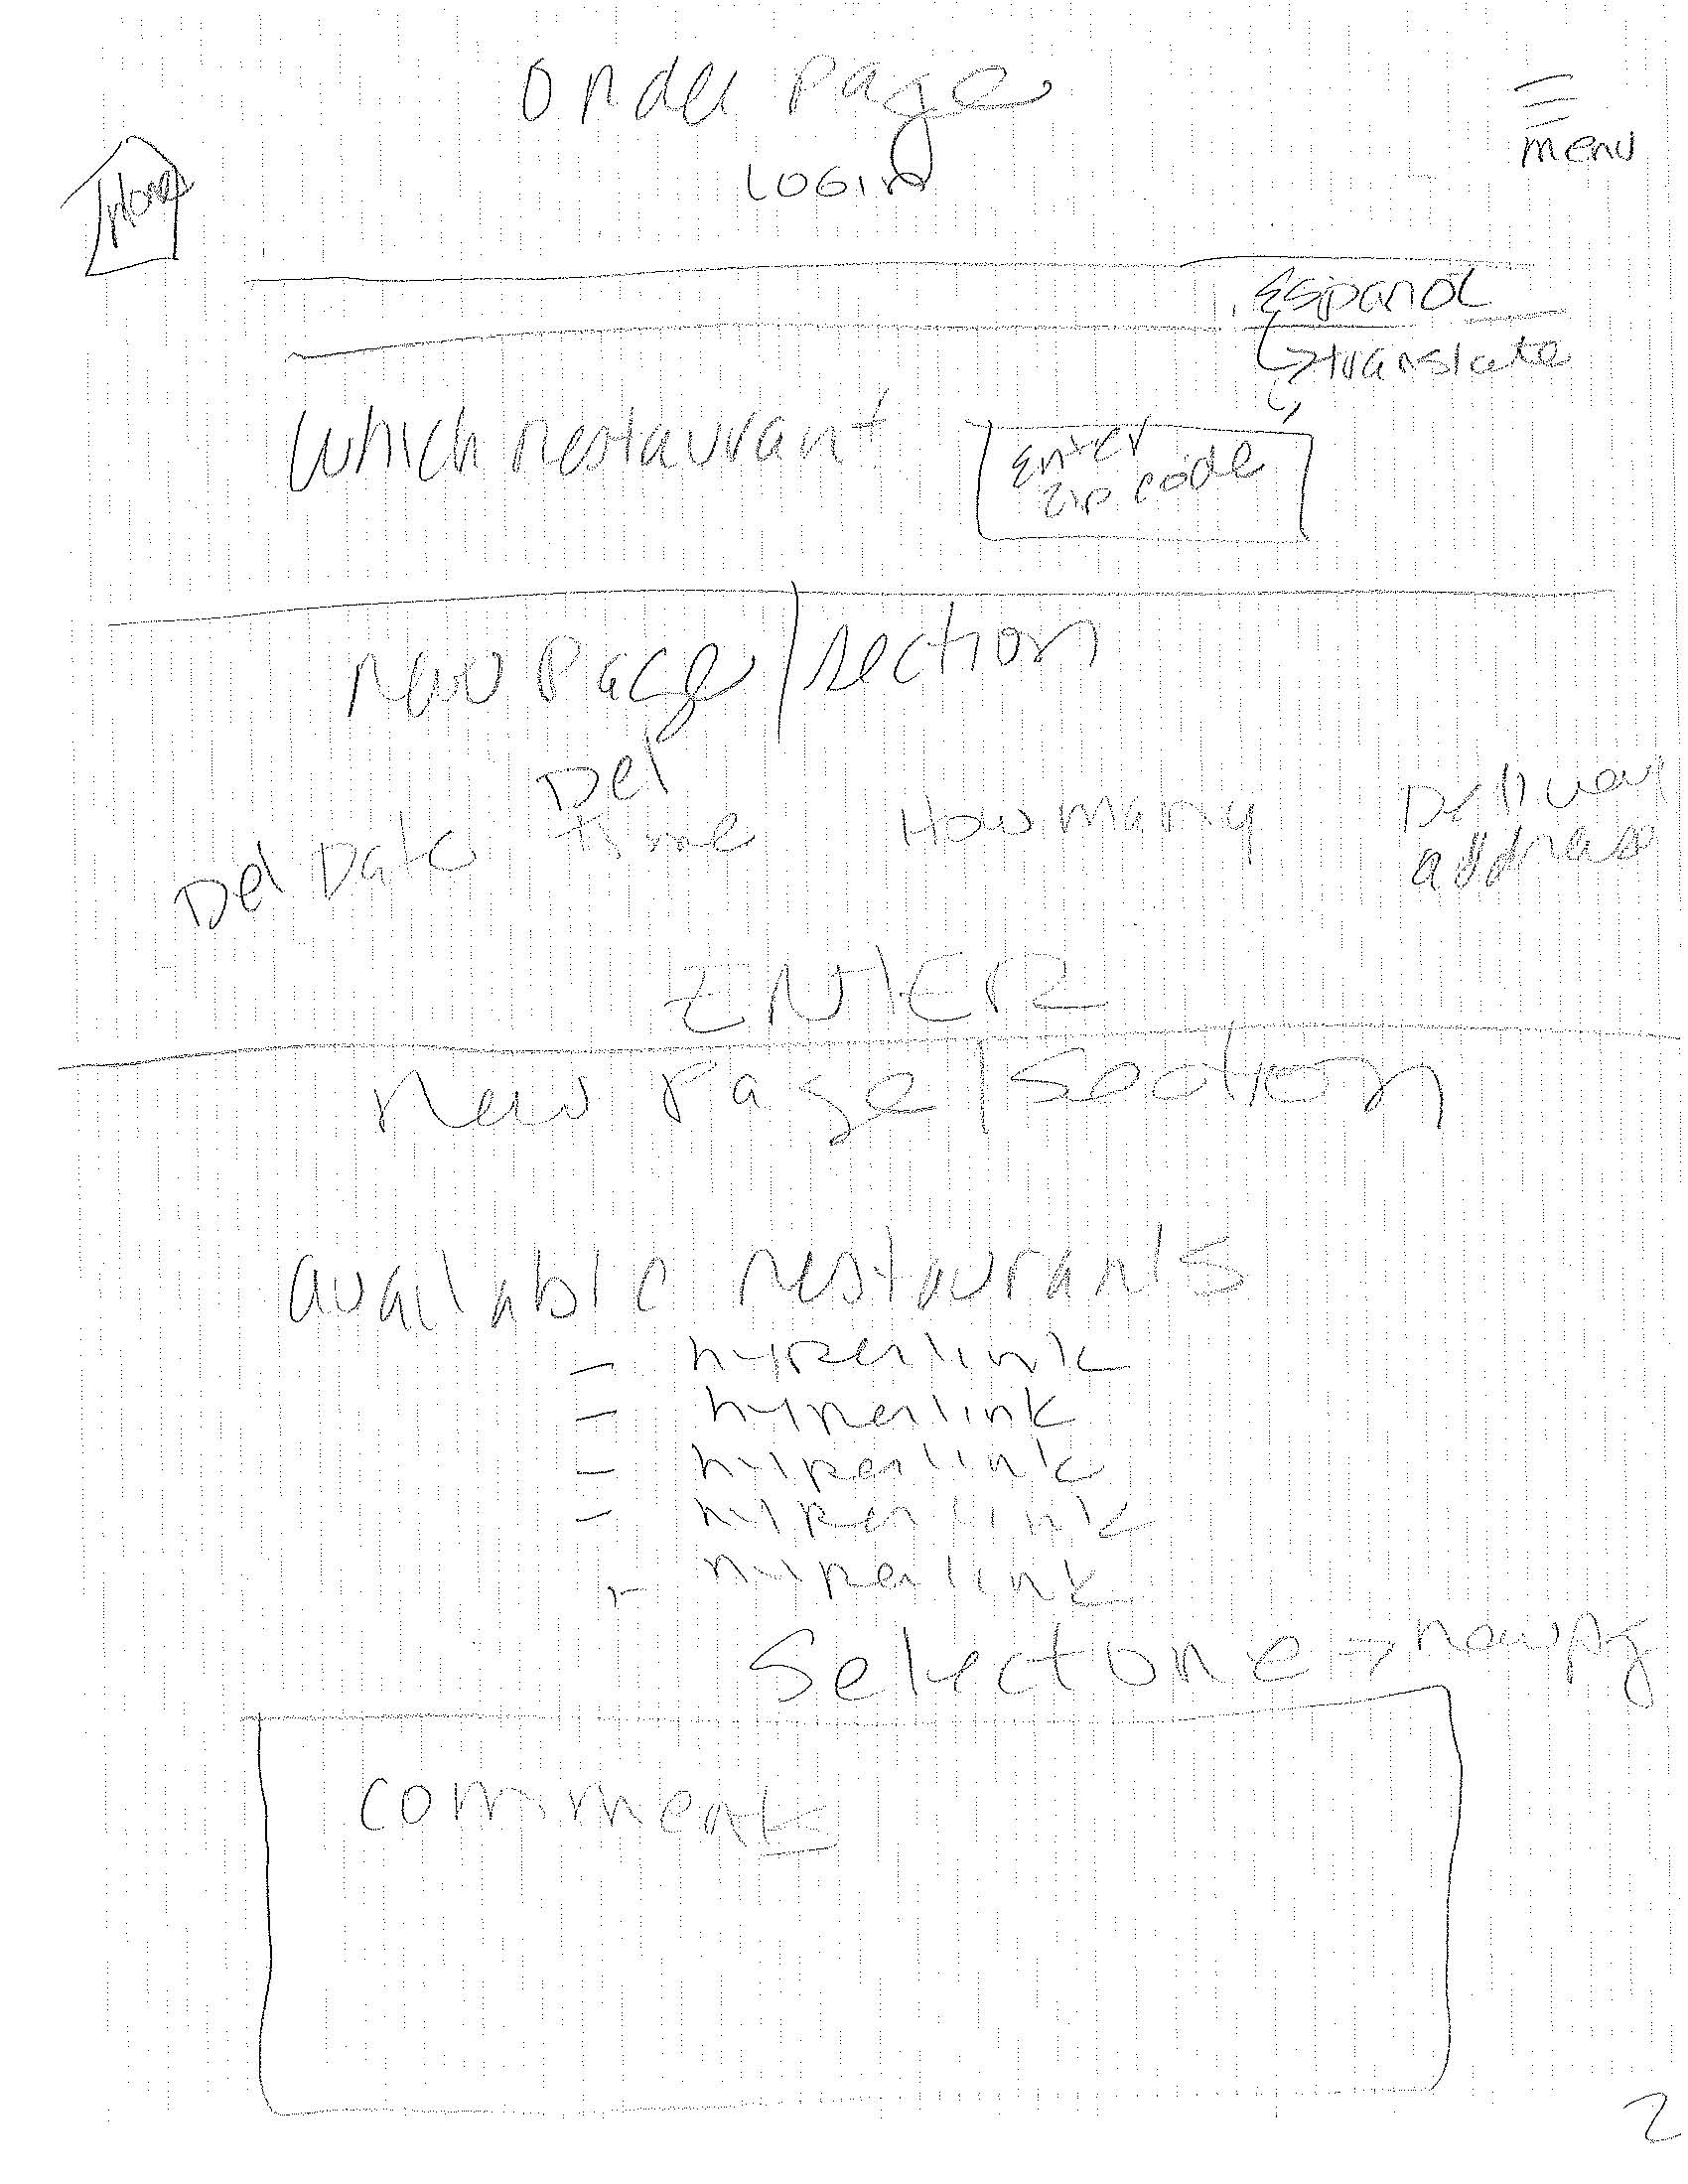 Order Page
menu
Home
LOGIN
Espanol
translate
Which restaurant
Enter
zip code
New Page/section
Del Date
Del
time
How many
Delivery
address
ENTER
New Page/Section
available restaurants
- hyperlink
- hyperlink
- hyperlink
- hyperlink
- hyperlink
Select one → new pg
comments
2